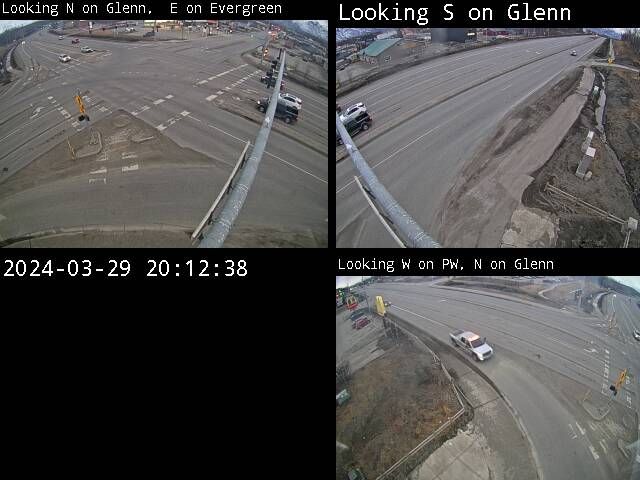 Looking N on Glenn, E on Evergreen
Looking S on Glenn
2024-03-29 20:12:38
Looking W on PW, N on Glenn